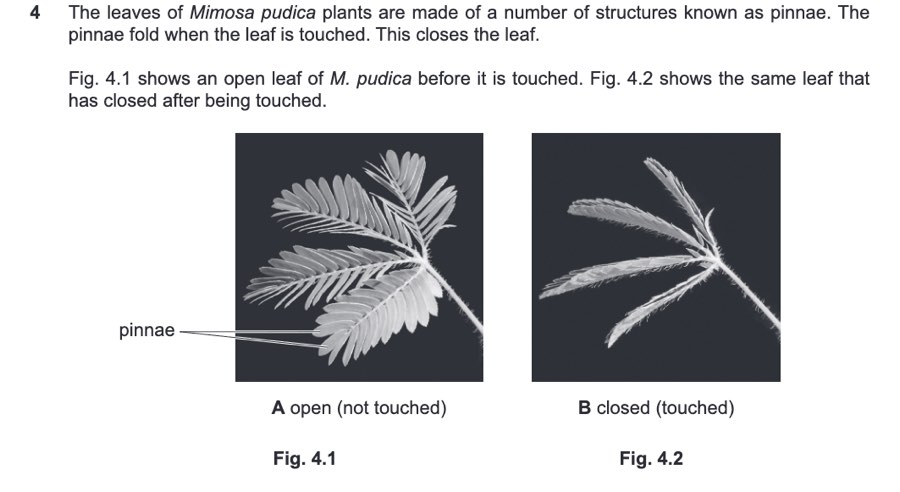 4 The leaves of Mimosa pudica plants are made of a number of structures known as pinnae. The
pinnae fold when the leaf is touched. This closes the leaf.
Fig. 4.1 shows an open leaf of M. pudica before it is touched. Fig. 4.2 shows the same leaf that
has closed after being touched.
pinnae
A open (not touched)
B closed (touched)
Fig. 4.1
Fig. 4.2